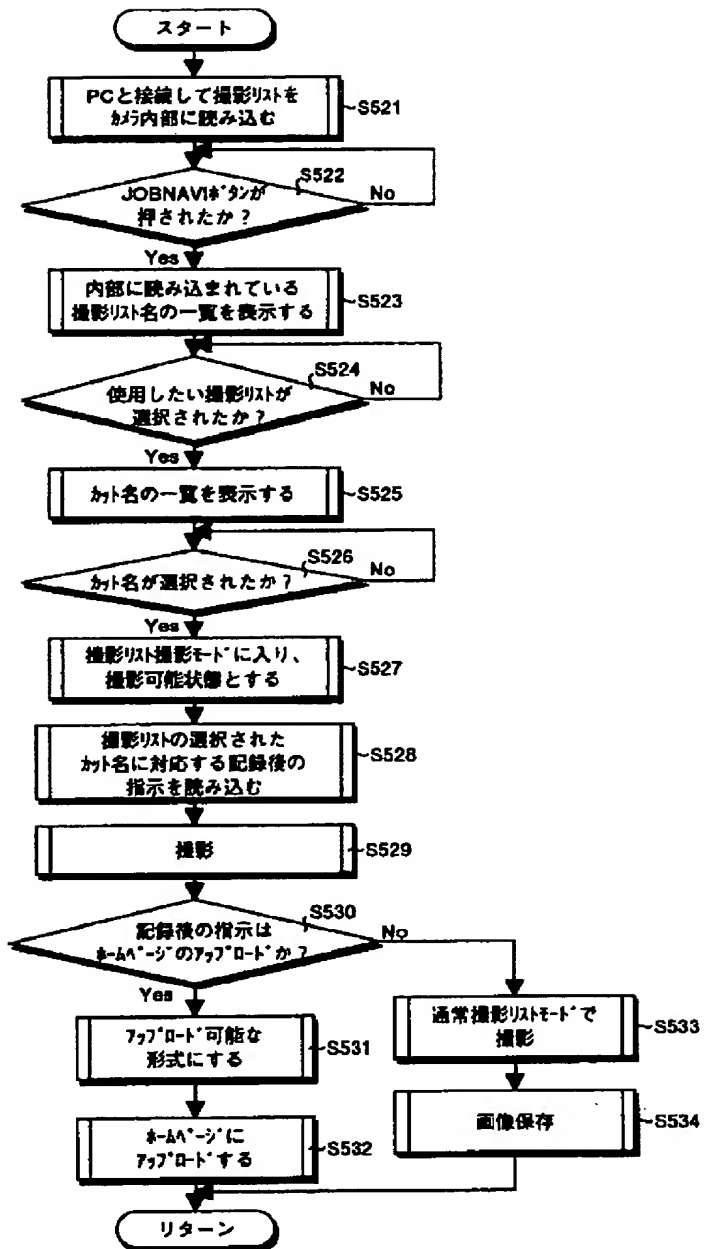 スタート
PCと接続して撮影リストを
ｶﾒﾗ内部に読み込む
S521
S522
JOBNAVIﾎﾞﾀﾝが
押されたか？
No
Yes
内部に読み込まれている
撮影リスト名の一覧を表示する
S523
S524
使用したい撮影ﾘｽﾄが
選択されたか？
No
Yes
ｶｯﾄ名の一覧を表示する
S525
S526
ｶｯﾄ名が選択されたか？
No
Yes
撮影リスト撮影ﾓｰﾄﾞに入り、
撮影可能状態とする
S527
撮影リストの選択された
ｶｯﾄ名に対応する記録後の
指示を読み込む
S528
撮影
S529
S530
記録後の指示は
ﾎｰﾑﾍﾟｰｼﾞのｱｯﾌﾟﾛｰﾄﾞか？
No
Yes
ｱｯﾌﾟﾛｰﾄﾞ可能な
形式にする
S531
通常撮影ﾘｽﾄﾓｰﾄﾞで
撮影
S533
ﾎｰﾑﾍﾟｰｼﾞに
ｱｯﾌﾟﾛｰﾄﾞする
S532
画像保存
S534
リターン